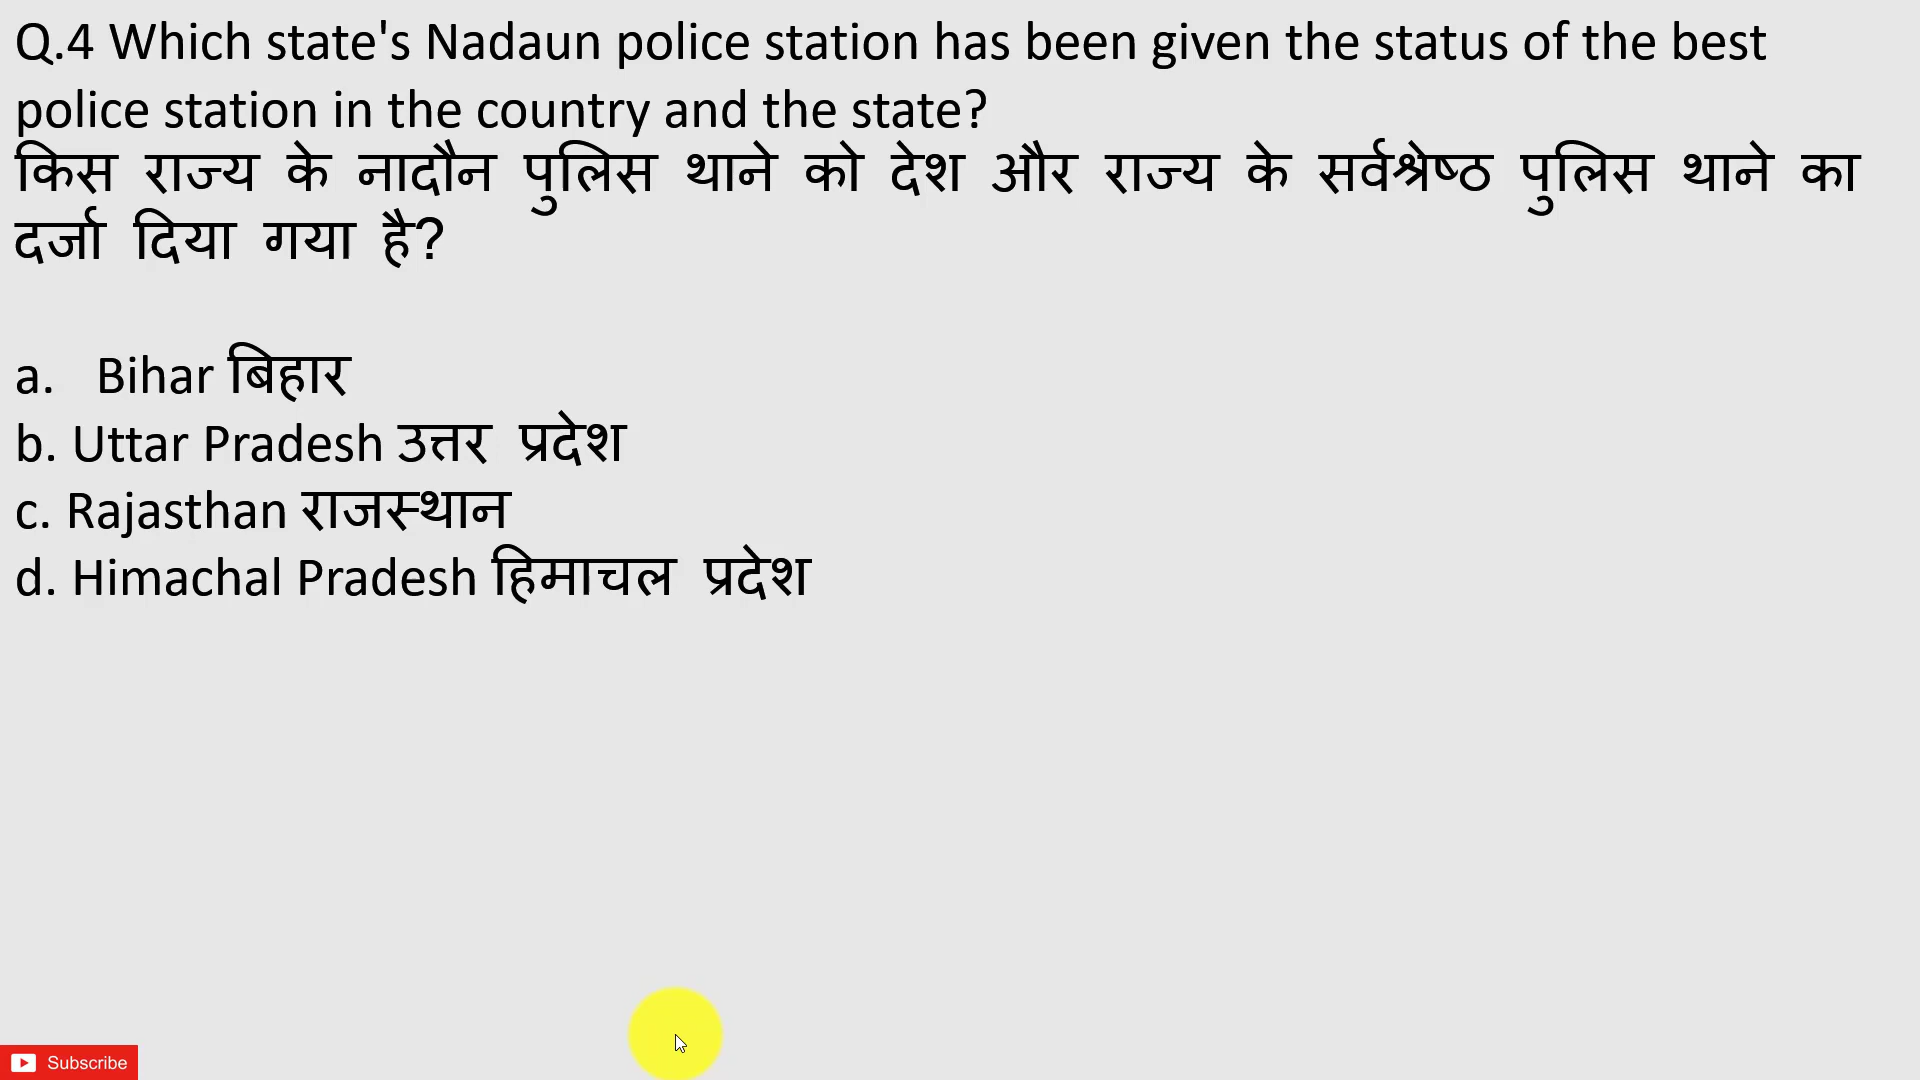 Q.4 Which state's Nadaun police station has been given the status of the best
police station in the country and the state?
किस राज्य के नादौन पुलिस थाने को देश और राज्य के सर्वश्रेष्ठ पुलिस थाने का
दर्जा दिया गया है?
a. Bihar बिहार
b. Uttar Pradesh उत्तर प्रदेश
c. Rajasthan राजस्थान
d. Himachal Pradesh हिमाचल प्रदेश
Subscribe